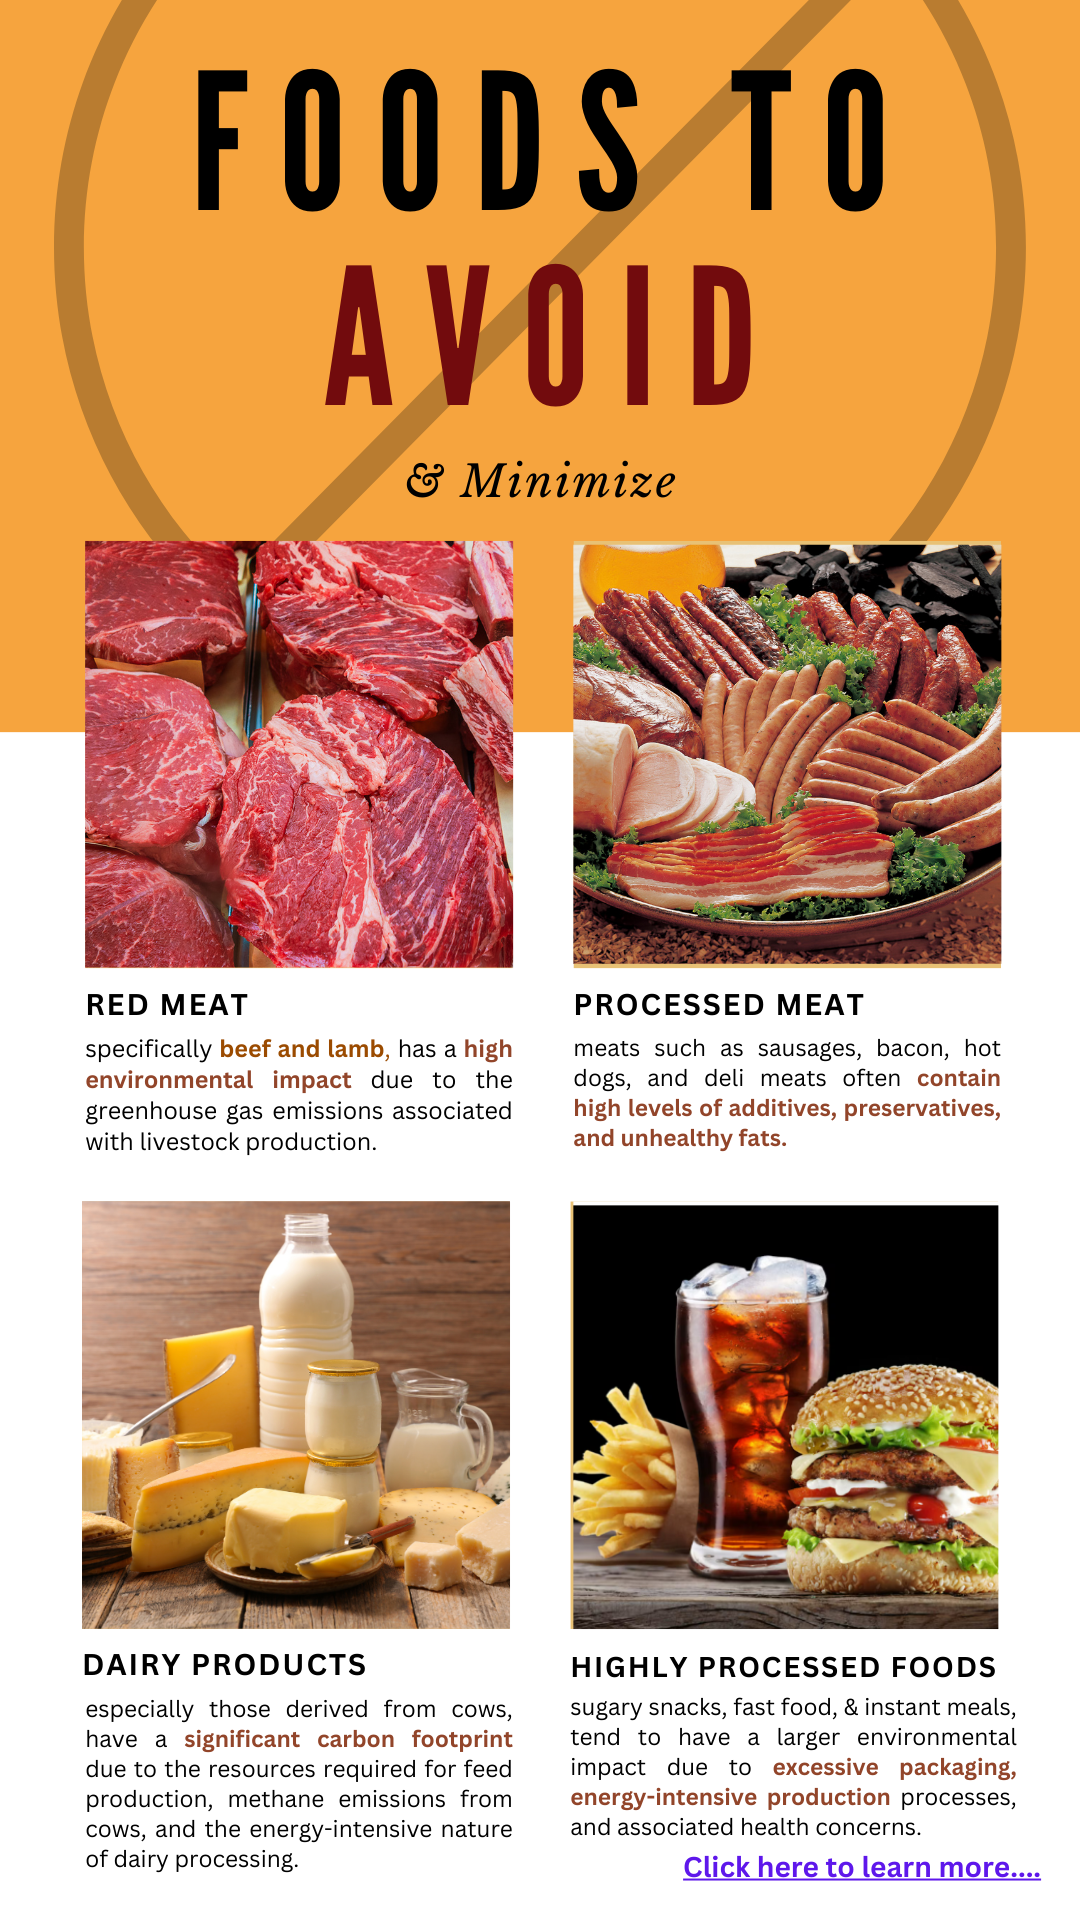 FOODS TO
AVOID
& Minimize
RED MEAT
specifically beef and lamb, has a high
environmental impact due to the
greenhouse gas emissions associated
with livestock production.
PROCESSED MEAT
meats such as sausages, bacon, hot
dogs, and deli meats often contain
high levels of additives, preservatives,
and unhealthy fats.
DAIRY PRODUCTS
especially those derived from cows,
have a significant carbon footprint
due to the resources required for feed
production, methane emissions from
cows, and the energy-intensive nature
of dairy processing.
HIGHLY PROCESSED FOODS
sugary snacks, fast food, & instant meals,
tend to have a larger environmental
impact due to excessive packaging,
energy-intensive production processes,
and associated health concerns.
Click here to learn more....